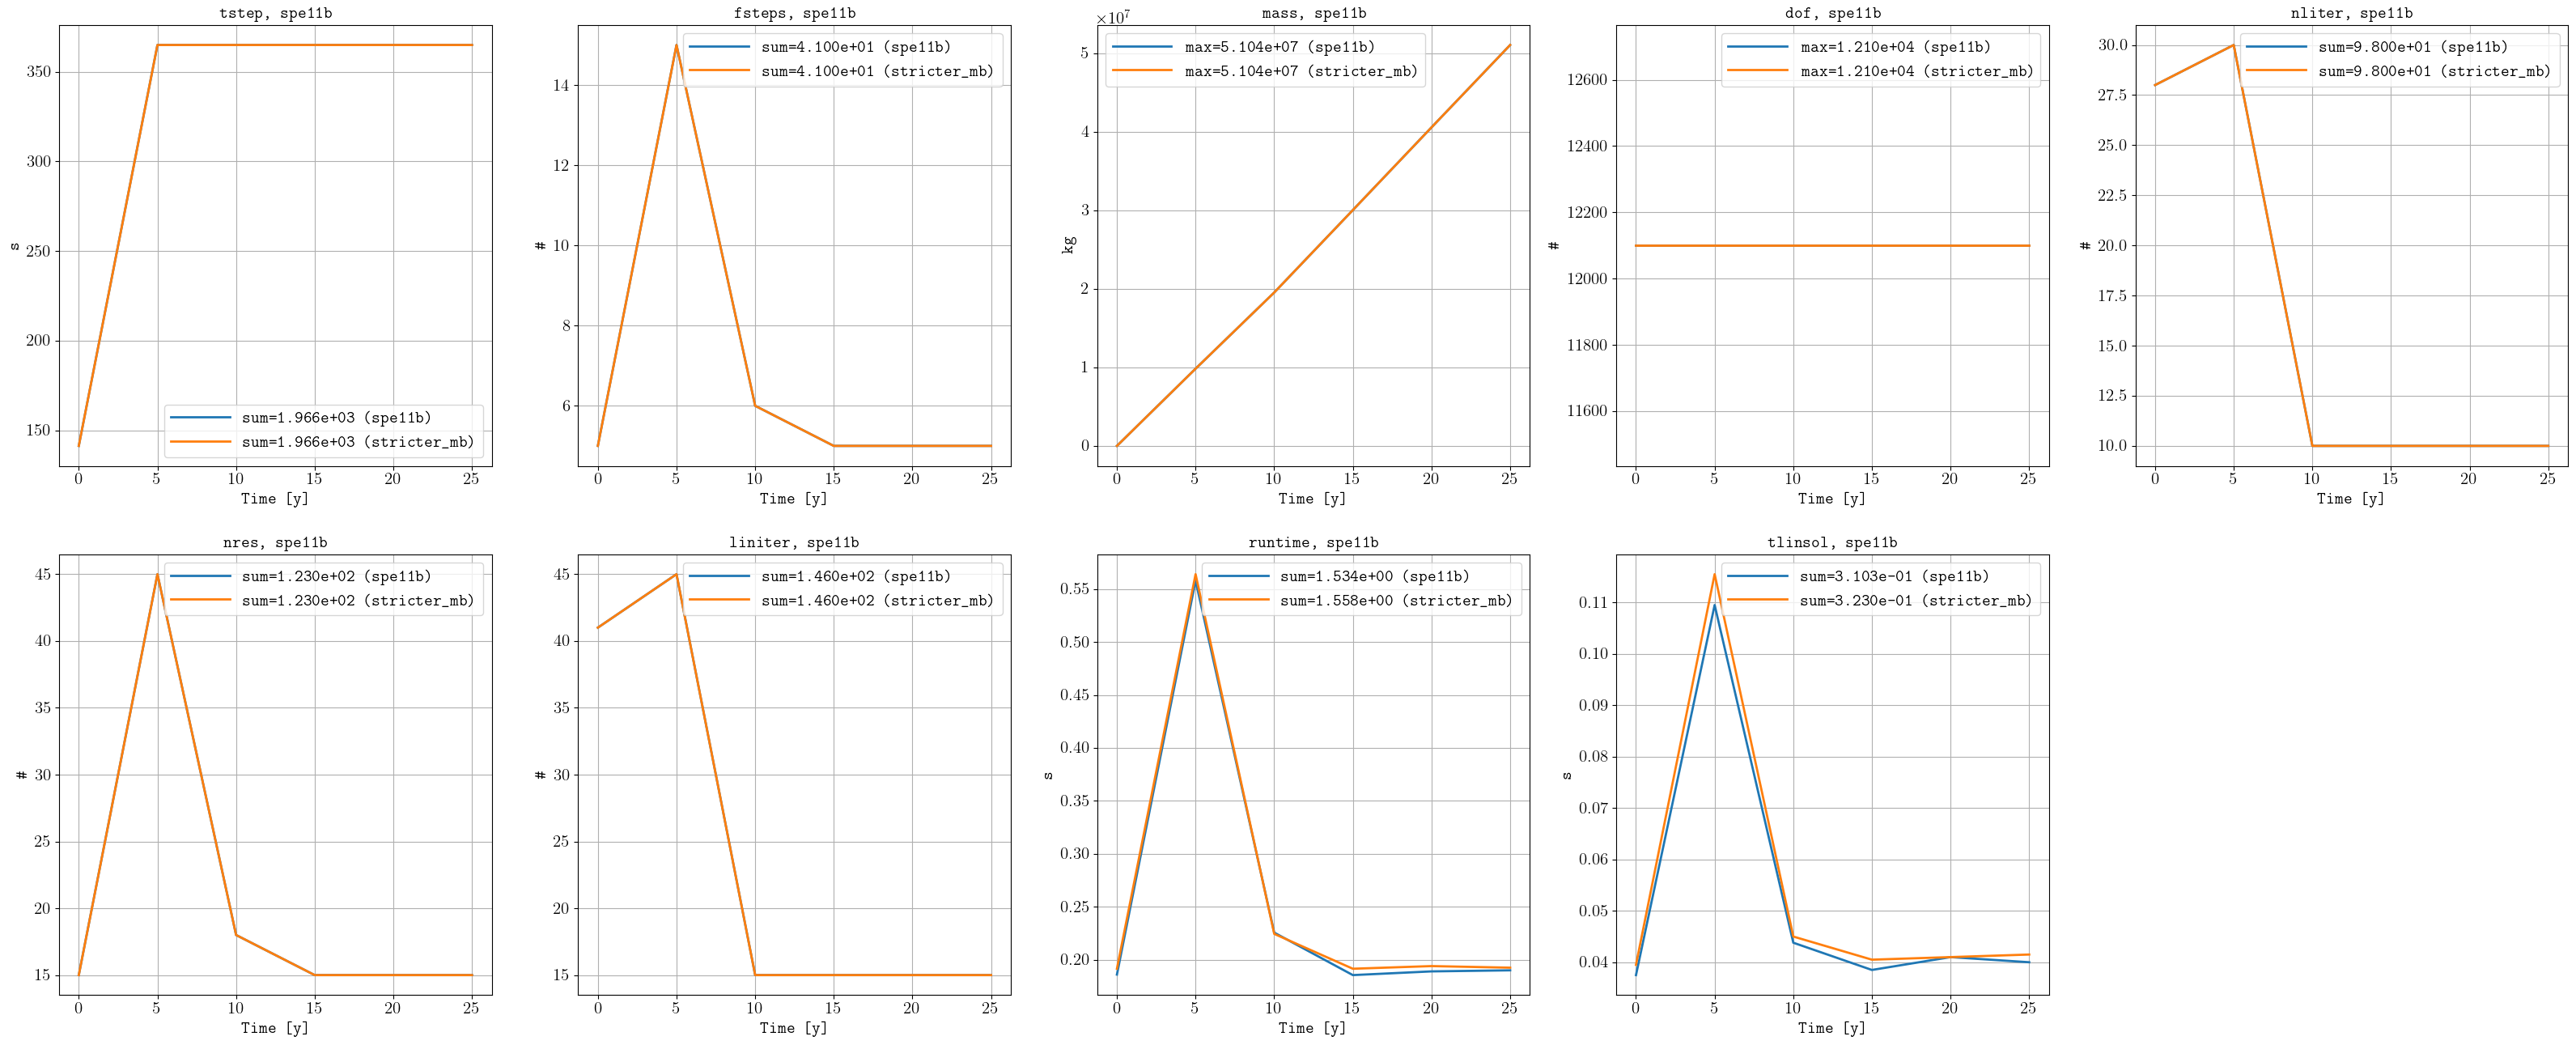 tstep, spe11b
s
350
300
250
200
150
sum=1.966e+03 (spe11b)
sum=1.966e+03 (stricter_mb)
0 5 10 15 20 25
Time [y]
fsteps, spe11b
#
14
12
10
8
6
sum=4.100e+01 (spe11b)
sum=4.100e+01 (stricter_mb)
0 5 10 15 20 25
Time [y]
mass, spe11b
×10⁷
kg
5
4
3
2
1
0
max=5.104e+07 (spe11b)
max=5.104e+07 (stricter_mb)
0 5 10 15 20 25
Time [y]
dof, spe11b
#
12600
12400
12200
12000
11800
11600
max=1.210e+04 (spe11b)
max=1.210e+04 (stricter_mb)
0 5 10 15 20 25
Time [y]
nliter, spe11b
#
30.0
27.5
25.0
22.5
20.0
17.5
15.0
12.5
10.0
sum=9.800e+01 (spe11b)
sum=9.800e+01 (stricter_mb)
0 5 10 15 20 25
Time [y]
nres, spe11b
#
45
40
35
30
25
20
15
sum=1.230e+02 (spe11b)
sum=1.230e+02 (stricter_mb)
0 5 10 15 20 25
Time [y]
liniter, spe11b
#
45
40
35
30
25
20
15
sum=1.460e+02 (spe11b)
sum=1.460e+02 (stricter_mb)
0 5 10 15 20 25
Time [y]
runtime, spe11b
s
0.55
0.50
0.45
0.40
0.35
0.30
0.25
0.20
sum=1.534e+00 (spe11b)
sum=1.558e+00 (stricter_mb)
0 5 10 15 20 25
Time [y]
tlinsol, spe11b
s
0.11
0.10
0.09
0.08
0.07
0.06
0.05
0.04
sum=3.103e-01 (spe11b)
sum=3.230e-01 (stricter_mb)
0 5 10 15 20 25
Time [y]